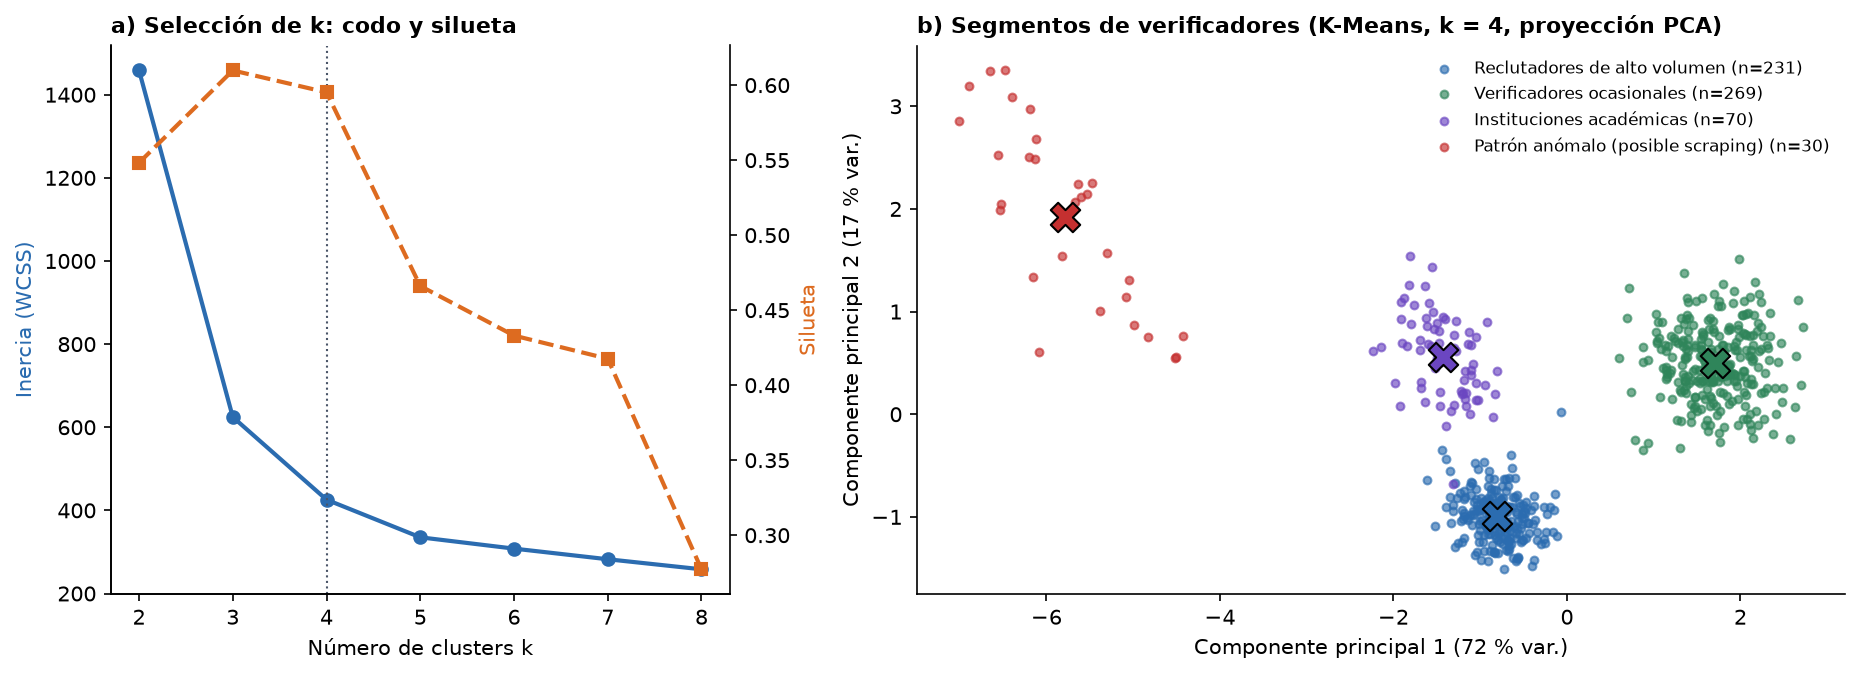 a) Selección de k: codo y silueta
Inercia (WCSS)
1400
1200
1000
800
600
400
200
2 3 4 5 6 7 8
Número de clusters k
0.60
0.55
0.50
0.45
0.40
0.35
0.30
Silueta
b) Segmentos de verificadores (K-Means, k = 4, proyección PCA)
Reclutadores de alto volumen (n=231)
Verificadores ocasionales (n=269)
Instituciones académicas (n=70)
Patrón anómalo (posible scraping) (n=30)
Componente principal 2 (17 % var.)
3
2
1
0
−1
−6 −4 −2 0 2
Componente principal 1 (72 % var.)